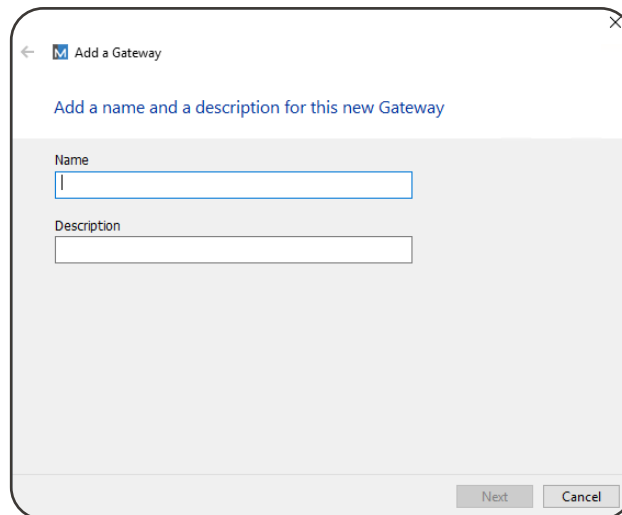 Add a Gateway
Add a name and a description for this new Gateway
Name
Description
Next
Cancel